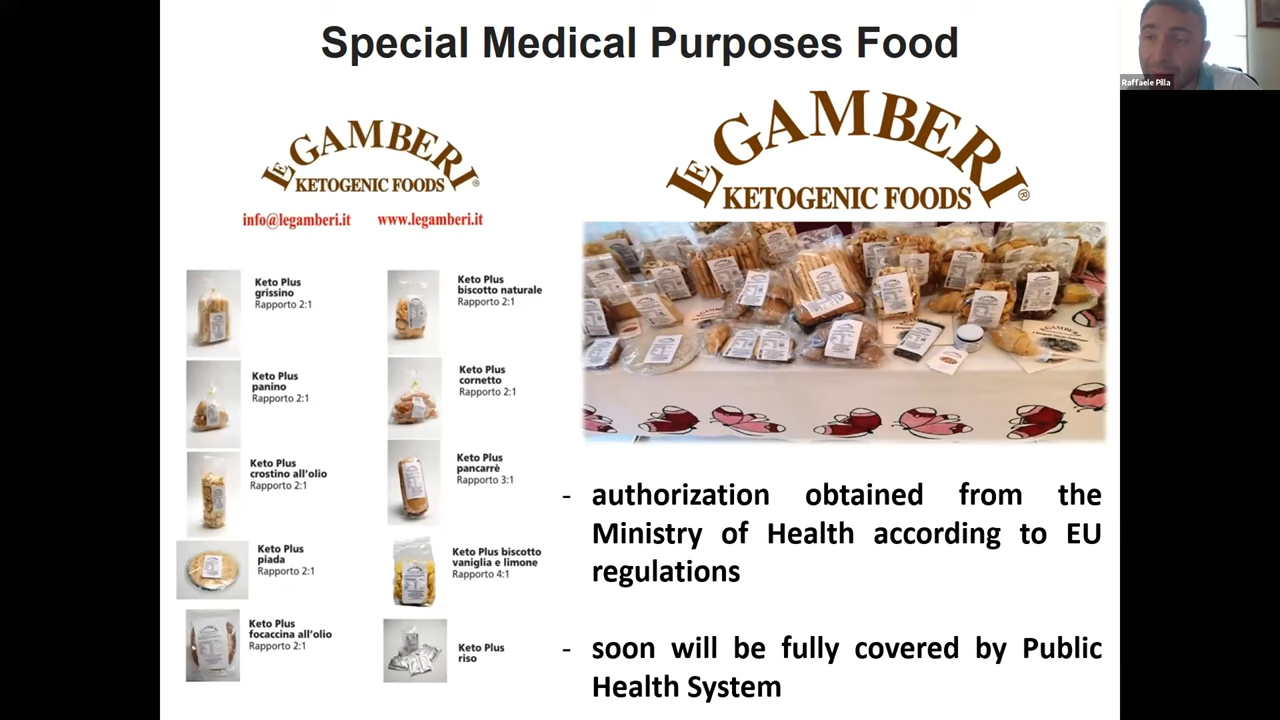 Special Medical Purposes Food
Raffaele Pilla
LE GAMBERI
KETOGENIC FOODS ®
info@legamberi.it www.legamberi.it
LE GAMBERI
KETOGENIC FOODS ®
Keto Plus
grissino
Rapporto 2:1
Keto Plus
biscotto naturale
Rapporto 2:1
Keto Plus
panino
Rapporto 2:1
Keto Plus
cornetto
Rapporto 2:1
Keto Plus
crostino all'olio
Rapporto 2:1
Keto Plus
pancarrè
Rapporto 3:1
Keto Plus
piada
Rapporto 2:1
Keto Plus biscotto
vaniglia e limone
Rapporto 4:1
Keto Plus
focaccina all'olio
Rapporto 2:1
Keto Plus
riso
GAMBERI
- authorization obtained from the
Ministry of Health according to EU
regulations
- soon will be fully covered by Public
Health System